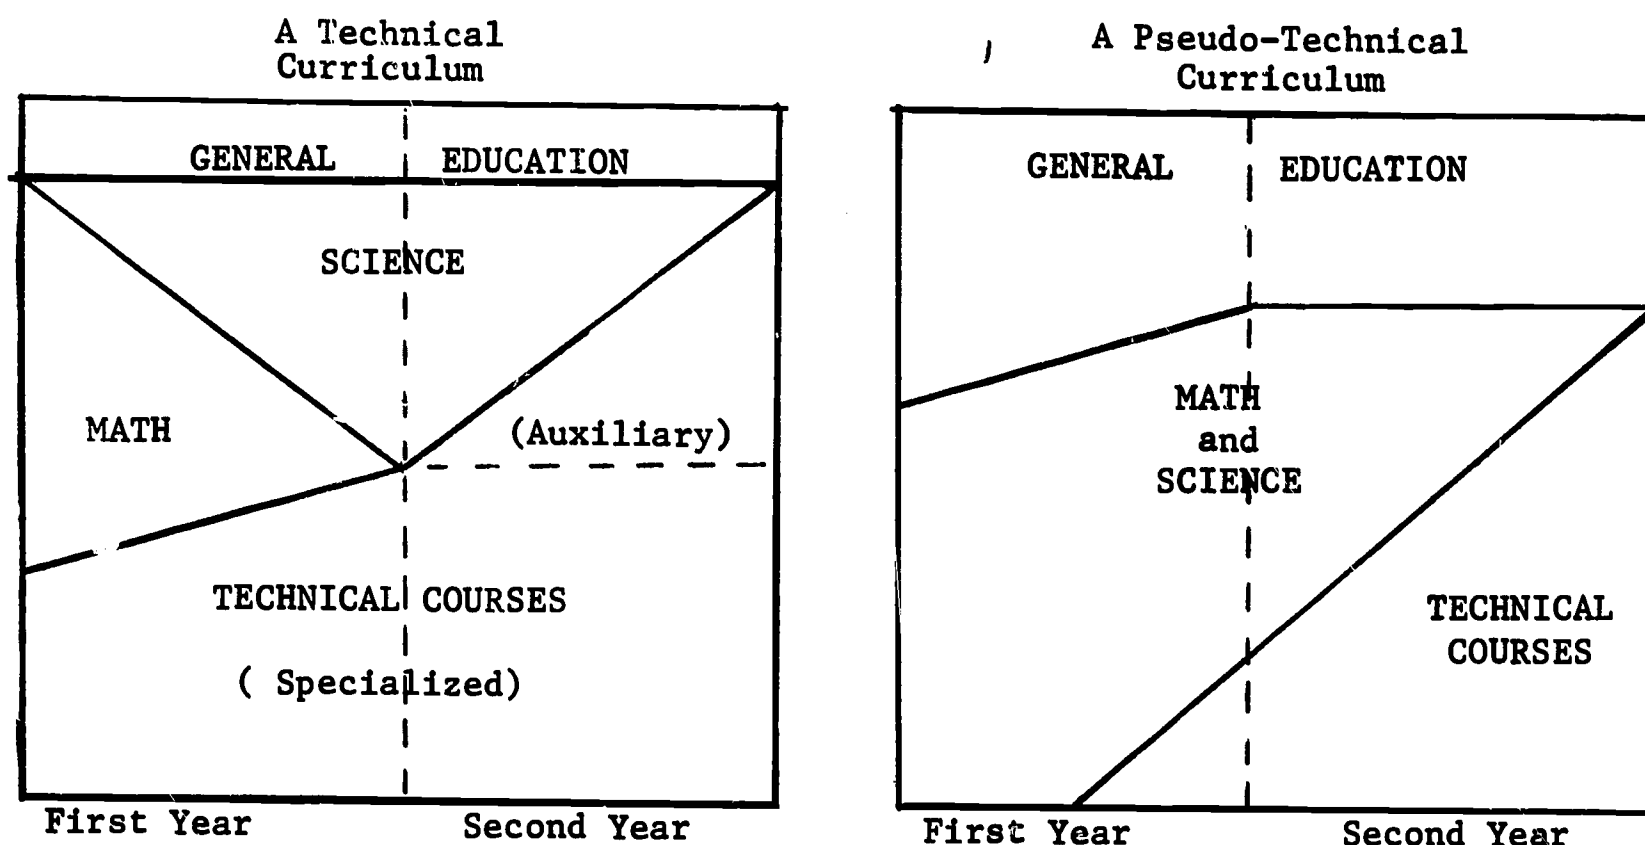 A Technical
Curriculum
GENERAL EDUCATION
SCIENCE
MATH
(Auxiliary)
TECHNICAL COURSES
( Specialized)
First Year Second Year
A Pseudo-Technical
Curriculum
GENERAL EDUCATION
MATH
and
SCIENCE
TECHNICAL
COURSES
First Year Second Year